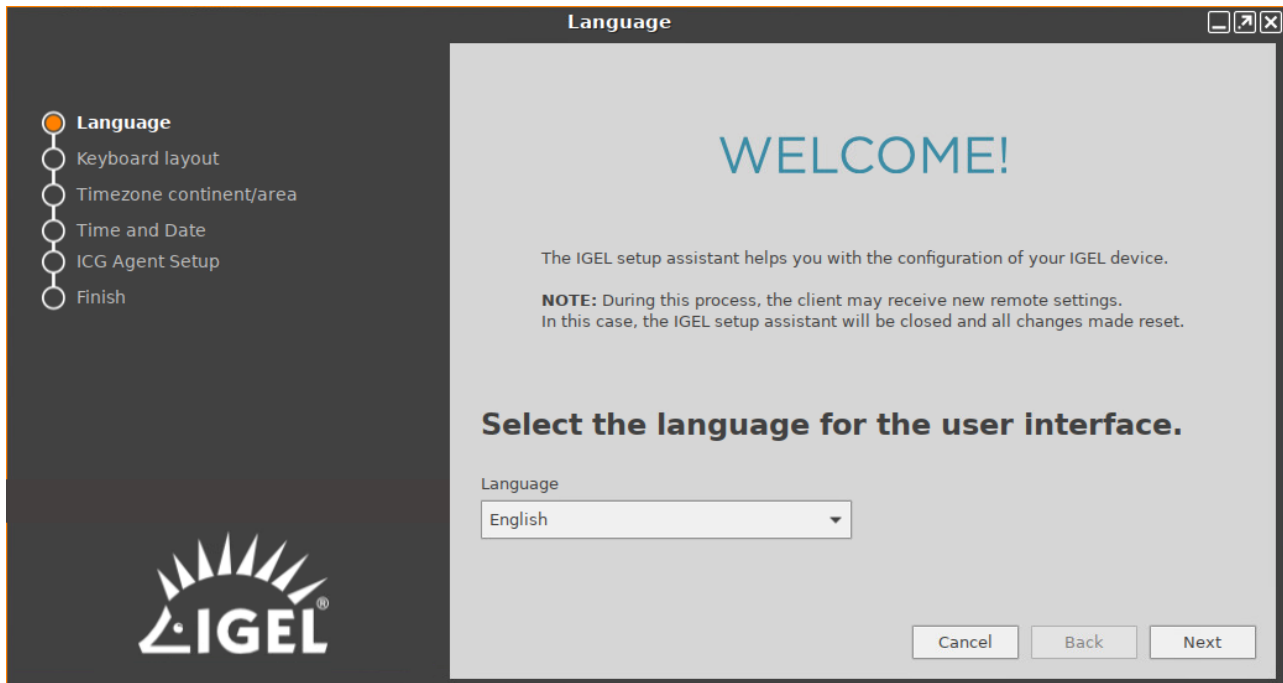 Language
Language
Keyboard layout
Timezone continent/area
Time and Date
ICG Agent Setup
Finish
IGEL®
WELCOME!
The IGEL setup assistant helps you with the configuration of your IGEL device.
NOTE: During this process, the client may receive new remote settings.
In this case, the IGEL setup assistant will be closed and all changes made reset.
Select the language for the user interface.
Language
English
Cancel Back Next